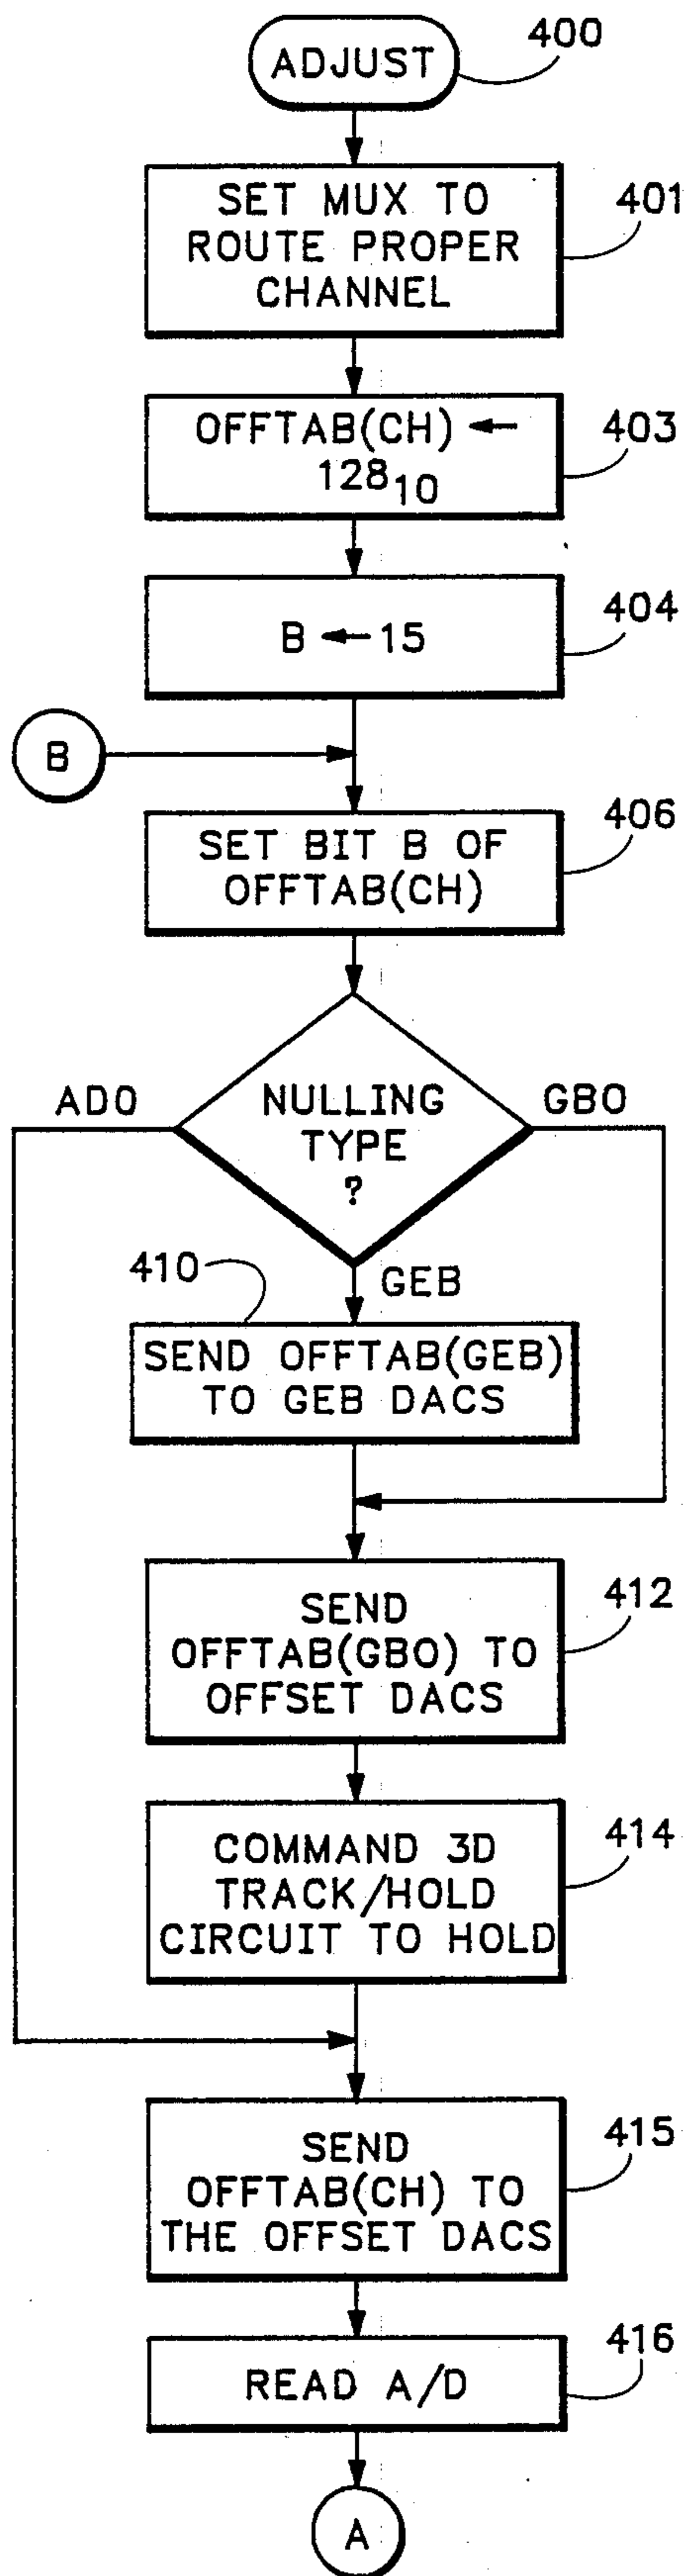 ADJUST
400
SET MUX TO
ROUTE PROPER
CHANNEL
401
OFFTAB(CH) ←
128₁₀
403
B ← 15
404
B
SET BIT B OF
OFFTAB(CH)
406
ADO
NULLING
TYPE
?
GBO
GEB
410
SEND OFFTAB(GEB)
TO GEB DACS
SEND
OFFTAB(GBO) TO
OFFSET DACS
412
COMMAND 3D
TRACK/HOLD
CIRCUIT TO HOLD
414
SEND
OFFTAB(CH) TO
THE OFFSET DACS
415
READ A/D
416
A